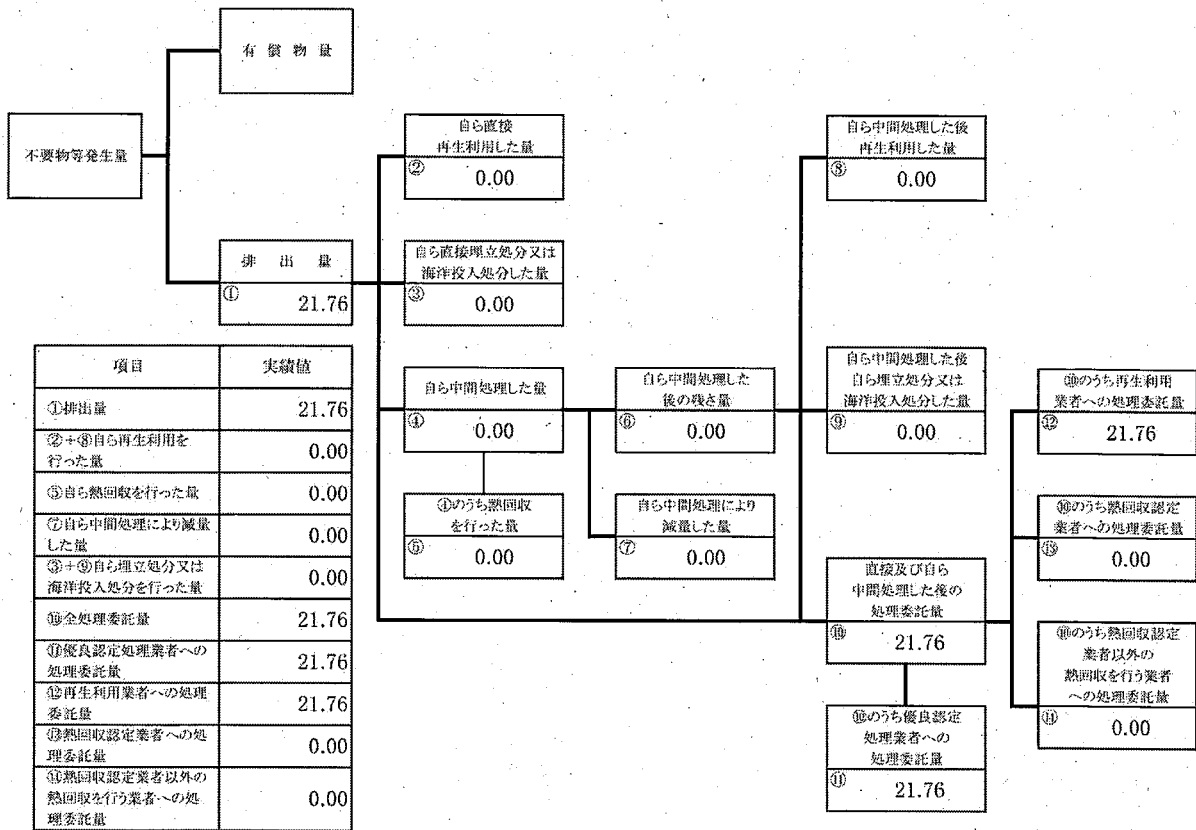 有 償 物 量
不要物等発生量
自ら直接
再生利用した量
②
0.00
自ら中間処理した後
再生利用した量
⑧
0.00
排 出 量
①
21.76
自ら直接埋立処分又は
海洋投入処分した量
③
0.00
自ら中間処理した量
④
0.00
自ら中間処理した
後の残さ量
⑥
0.00
自ら中間処理した後
自ら埋立処分又は
海洋投入処分した量
⑨
0.00
⑩のうち再生利用
業者への処理委託量
⑫
21.76
④のうち熱回収
を行った量
⑤
0.00
自ら中間処理により
減量した量
⑦
0.00
⑩のうち熱回収認定
業者への処理委託量
⑬
0.00
直接及び自ら
中間処理した後の
処理委託量
⑩
21.76
⑩のうち熱回収認定
業者以外の
熱回収を行う業者
への処理委託量
⑭
0.00
⑩のうち優良認定
処理業者への
処理委託量
⑪
21.76
項目 実績値
①排出量 21.76
②+⑧自ら再生利用を
行った量 0.00
⑤自ら熱回収を行った量 0.00
⑦自ら中間処理により減量
した量 0.00
③+⑨自ら埋立処分又は
海洋投入処分を行った量 0.00
⑩全処理委託量 21.76
⑪優良認定処理業者への
処理委託量 21.76
⑫再生利用業者への処理
委託量 21.76
⑬熱回収認定業者への処
理委託量 0.00
⑭熱回収認定業者以外の
熱回収を行う業者への処
理委託量 0.00